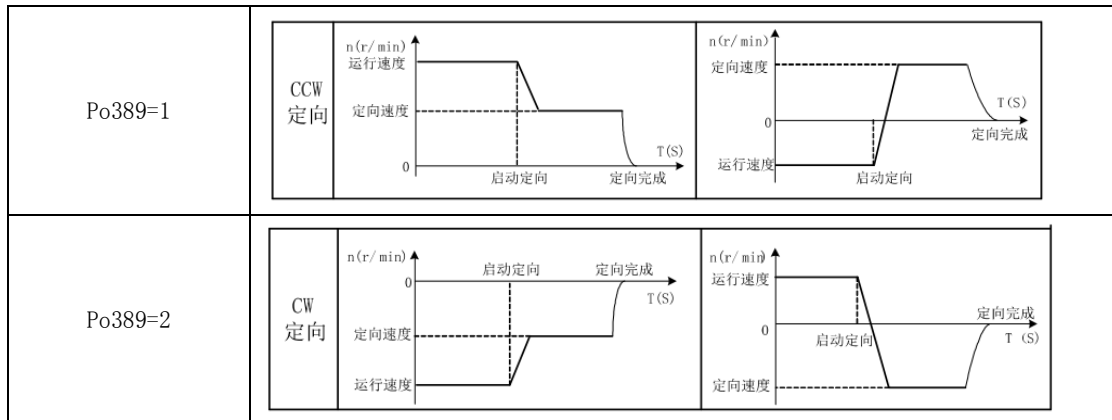 Po389=1
CCW
定向
n(r/min)
运行速度
定向速度
0
T(S)
启动定向
定向完成
n(r/min)
定向速度
0
T(S)
定向完成
运行速度
启动定向
Po389=2
CW
定向
n(r/min)
0
启动定向
定向完成
T(S)
定向速度
运行速度
n(r/min)
运行速度
0
启动定向
定向完成
T (S)
定向速度